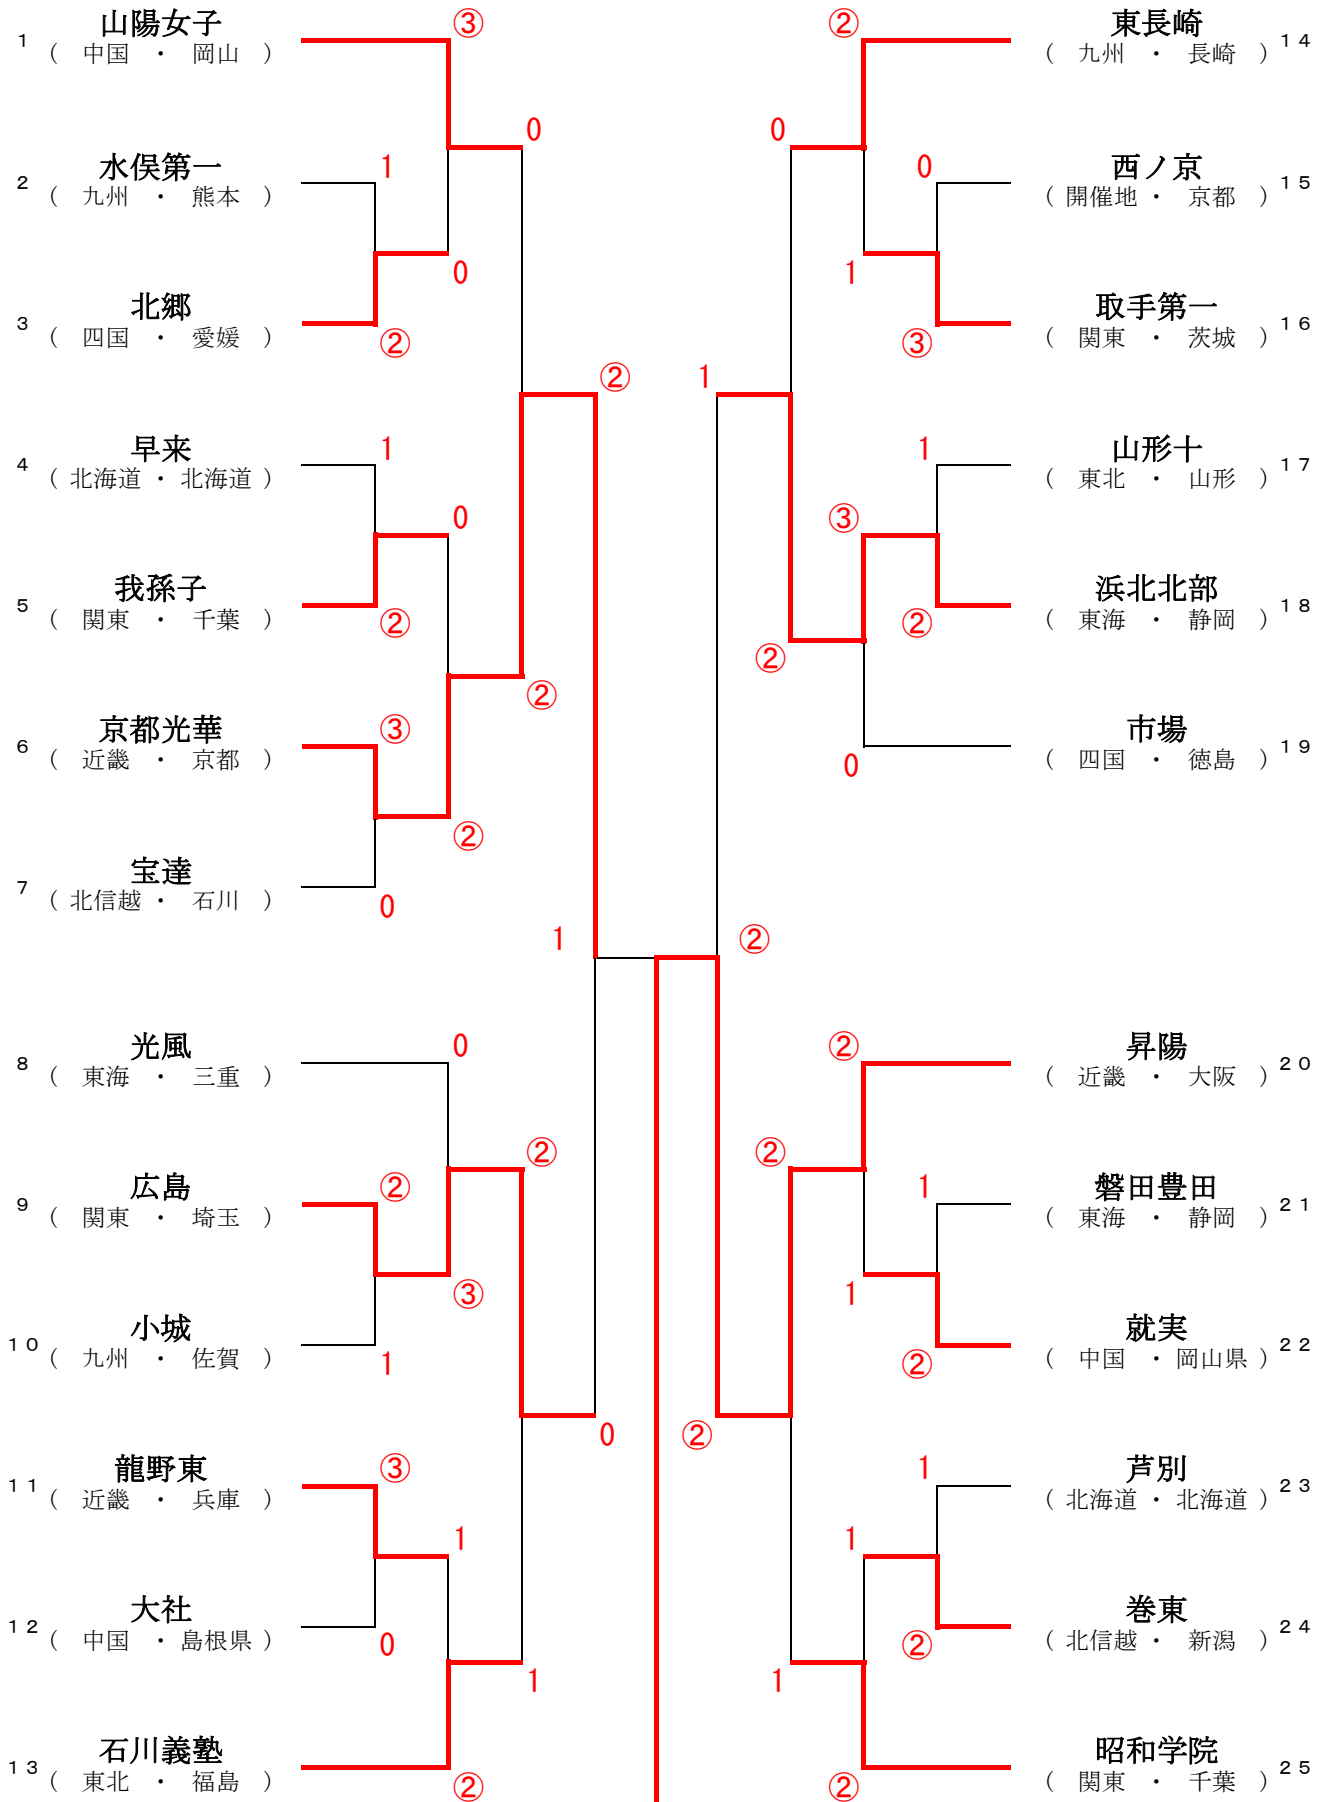 山陽女子
1
( 中国 ・ 岡山 )
水俣第一
2
( 九州 ・ 熊本 )
北郷
3
( 四国 ・ 愛媛 )
早来
4
( 北海道 ・ 北海道 )
我孫子
5
( 関東 ・ 千葉 )
京都光華
6
( 近畿 ・ 京都 )
宝達
7
( 北信越 ・ 石川 )
光風
8
( 東海 ・ 三重 )
広島
9
( 関東 ・ 埼玉 )
小城
10
( 九州 ・ 佐賀 )
龍野東
11
( 近畿 ・ 兵庫 )
大社
12
( 中国 ・ 島根県 )
石川義塾
13
( 東北 ・ 福島 )
③
0
1
0
②
②
1
0
②
②
③
②
0
1
0
②
②
③
1
0
③
1
0
1
②
東長崎
14
( 九州 ・ 長崎 )
西ノ京
15
( 開催地 ・ 京都 )
取手第一
16
( 関東 ・ 茨城 )
山形十
17
( 東北 ・ 山形 )
浜北北部
18
( 東海 ・ 静岡 )
市場
19
( 四国 ・ 徳島 )
昇陽
20
( 近畿 ・ 大阪 )
磐田豊田
21
( 東海 ・ 静岡 )
就実
22
( 中国 ・ 岡山県 )
芦別
23
( 北海道 ・ 北海道 )
巻東
24
( 北信越 ・ 新潟 )
昭和学院
25
( 関東 ・ 千葉 )
②
0
0
1
③
1
1
③
②
②
0
②
②
②
1
1
②
②
1
1
②
1
②